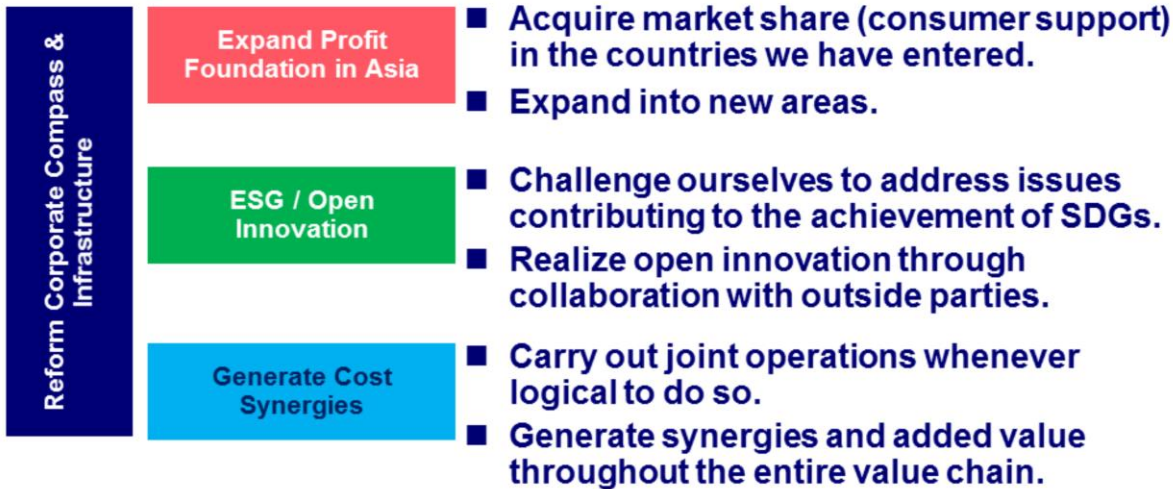 Reform Corporate Compass &
Infrastructure
Expand Profit
Foundation in Asia
■ Acquire market share (consumer support)
in the countries we have entered.
■ Expand into new areas.
ESG / Open
Innovation
■ Challenge ourselves to address issues
contributing to the achievement of SDGs.
■ Realize open innovation through
collaboration with outside parties.
Generate Cost
Synergies
■ Carry out joint operations whenever
logical to do so.
■ Generate synergies and added value
throughout the entire value chain.